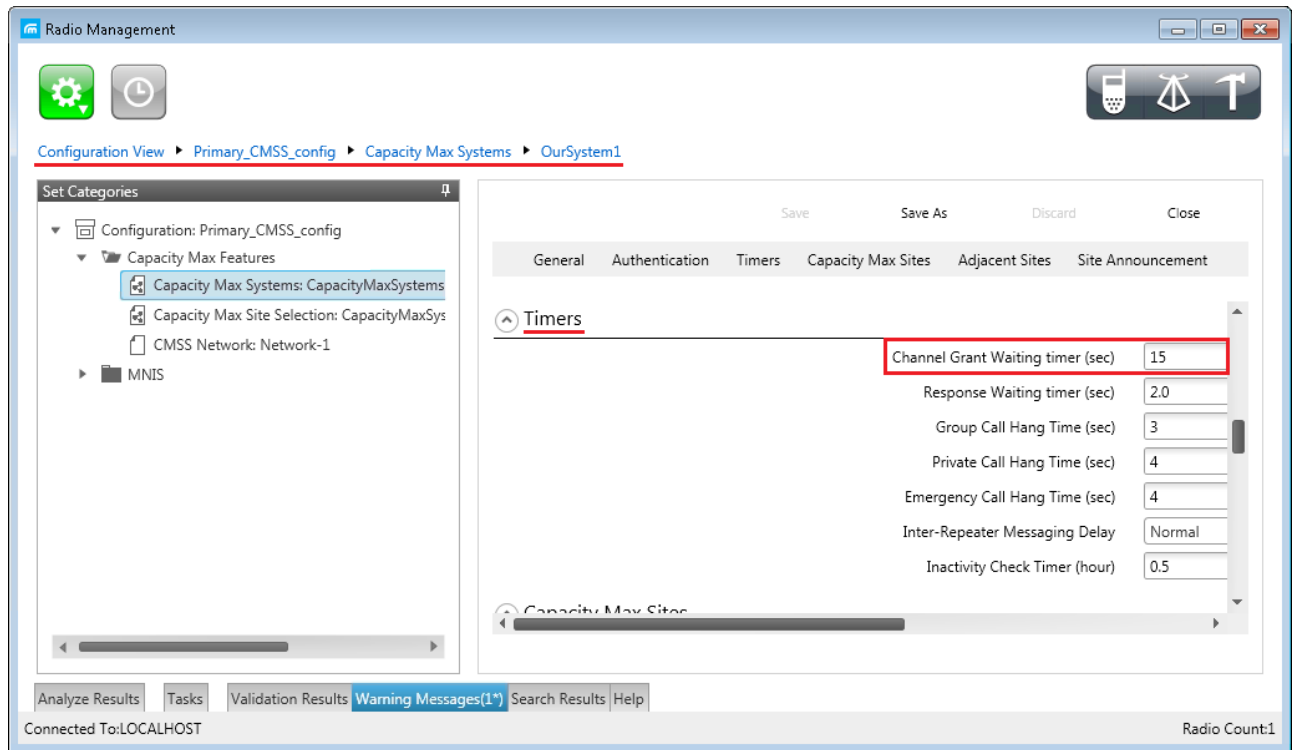 Radio Management
Configuration View Primary_CMSS_config Capacity Max Systems OurSystem1
Set Categories
Configuration: Primary_CMSS_config
Capacity Max Features
Capacity Max Systems: CapacityMaxSystems
Capacity Max Site Selection: CapacityMaxSys
CMSS Network: Network-1
MNIS
Save Save As Discard Close
General Authentication Timers Capacity Max Sites Adjacent Sites Site Announcement
Timers
Channel Grant Waiting timer (sec) 15
Response Waiting timer (sec) 2.0
Group Call Hang Time (sec) 3
Private Call Hang Time (sec) 4
Emergency Call Hang Time (sec) 4
Inter-Repeater Messaging Delay Normal
Inactivity Check Timer (hour) 0.5
Capacity Max Sites
Analyze Results Tasks Validation Results Warning Messages(1*) Search Results Help
Connected To:LOCALHOST Radio Count:1